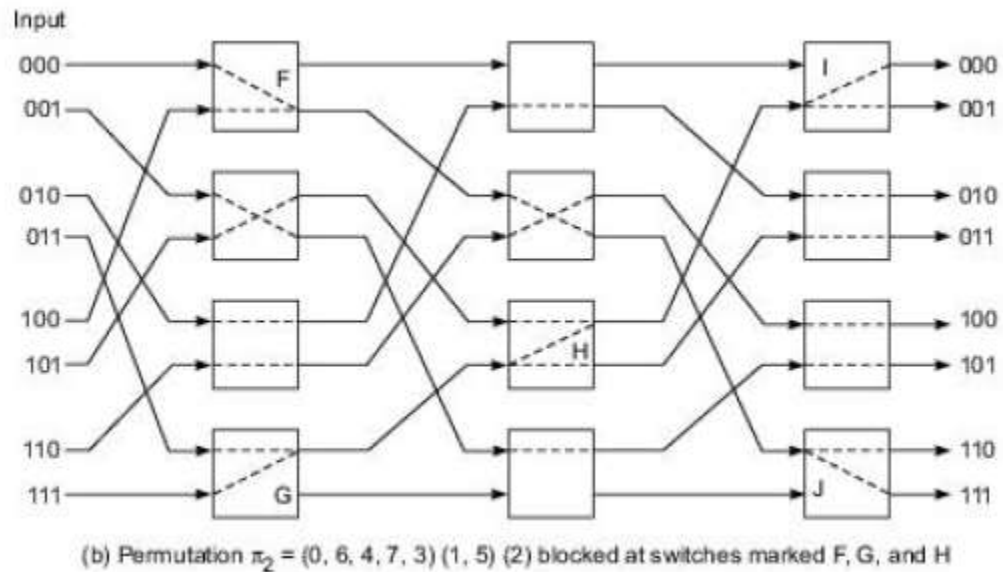 Input
000 F I 000
001 001
010 010
011 011
100 100
101 H 101
110 110
111 G J 111
(b) Permutation π2 = (0, 6, 4, 7, 3) (1, 5) (2) blocked at switches marked F, G, and H